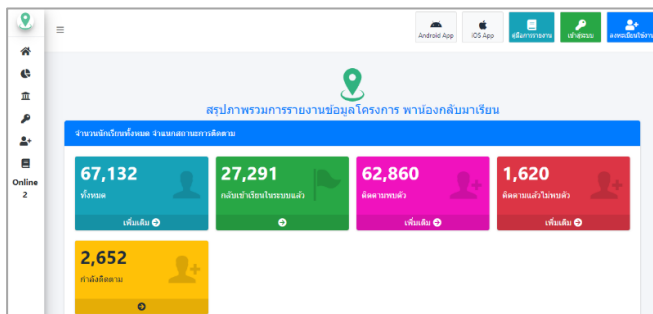 Android App
iOS App
คู่มือการรายงาน
เข้าสู่ระบบ
ลงทะเบียนใช้งาน
Online
2
สรุปภาพรวมการรายงานข้อมูลโครงการ พาน้องกลับมาเรียน
จำนวนนักเรียนทั้งหมด จำแนกสถานะการติดตาม
67,132
ทั้งหมด
เพิ่มเติม
27,291
กลับเข้าเรียนในระบบแล้ว
62,860
ติดตามพบตัว
เพิ่มเติม
1,620
ติดตามแล้วไม่พบตัว
เพิ่มเติม
2,652
กำลังติดตาม